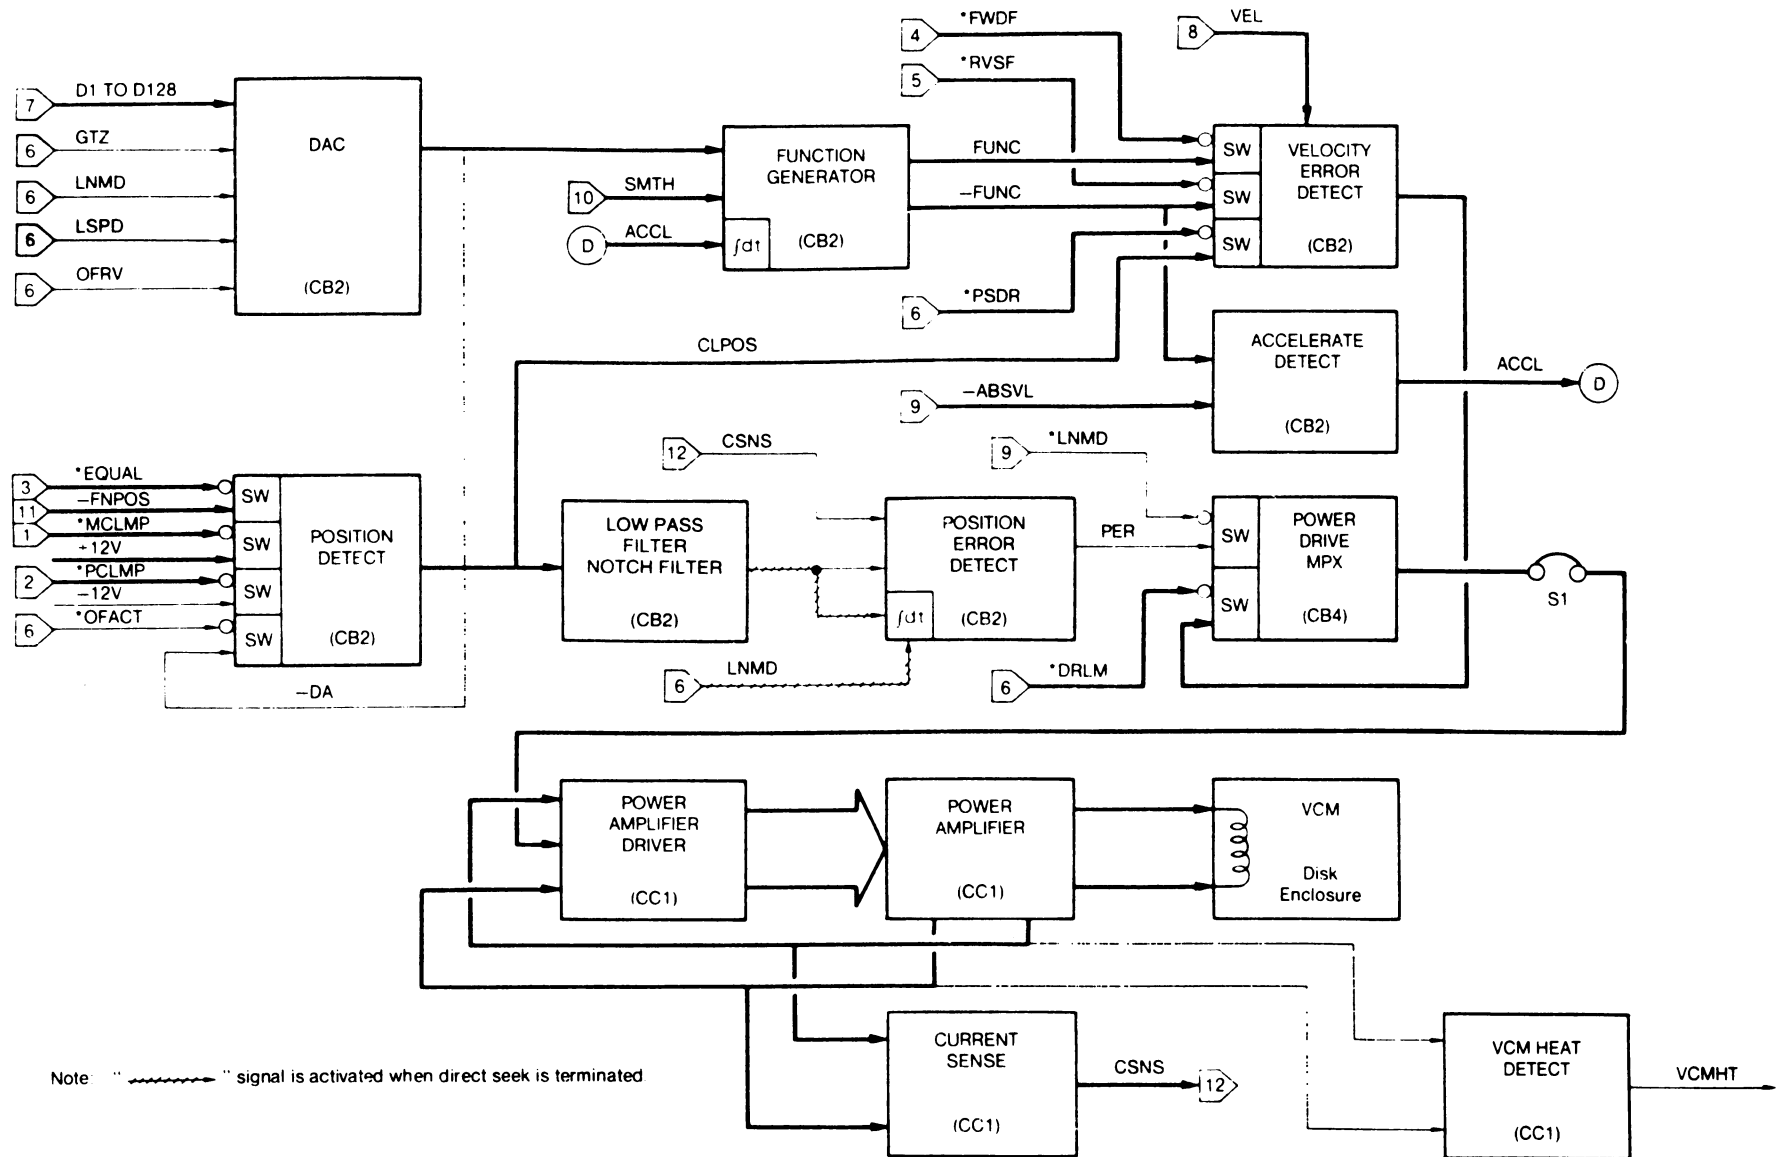 *FWDF
4
VEL
8
*RVSF
5
D1 TO D128
7
GTZ
6
LNMD
6
LSPD
6
OFRV
6
DAC
(CB2)
FUNCTION
GENERATOR
(CB2)
∫dt
SMTH
10
ACCL
D
FUNC
−FUNC
SW
SW
SW
VELOCITY
ERROR
DETECT
(CB2)
*PSDR
6
CLPOS
ACCELERATE
DETECT
(CB2)
−ABSVL
9
ACCL
D
CSNS
12
*LNMD
9
*EQUAL
3
−FNPOS
11
*MCLMP
1
+12V
*PCLMP
2
−12V
*OFACT
6
SW
SW
SW
SW
POSITION
DETECT
(CB2)
−DA
LOW PASS
FILTER
NOTCH FILTER
(CB2)
POSITION
ERROR
DETECT
∫dt
(CB2)
PER
LNMD
6
SW
SW
POWER
DRIVE
MPX
(CB4)
*DRLM
6
S1
POWER
AMPLIFIER
DRIVER
(CC1)
POWER
AMPLIFIER
(CC1)
VCM
Disk
Enclosure
CURRENT
SENSE
(CC1)
CSNS
12
VCM HEAT
DETECT
(CC1)
VCMHT
Note: " " signal is activated when direct seek is terminated.